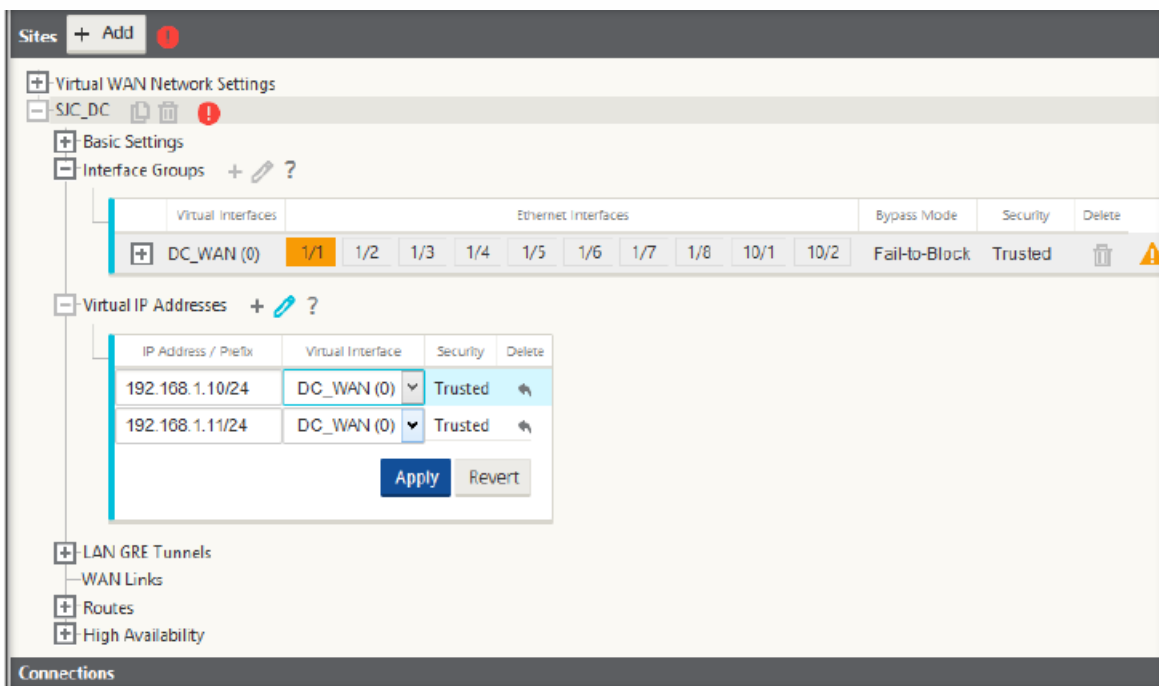 Sites + Add !
Virtual WAN Network Settings
SJC_DC !
Basic Settings
Interface Groups + ?
Virtual Interfaces Ethernet Interfaces Bypass Mode Security Delete
DC_WAN (0) 1/1 1/2 1/3 1/4 1/5 1/6 1/7 1/8 10/1 10/2 Fail-to-Block Trusted
Virtual IP Addresses + ?
IP Address / Prefix Virtual Interface Security Delete
192.168.1.10/24 DC_WAN (0) Trusted
192.168.1.11/24 DC_WAN (0) Trusted
Apply Revert
LAN GRE Tunnels
WAN Links
Routes
High Availability
Connections